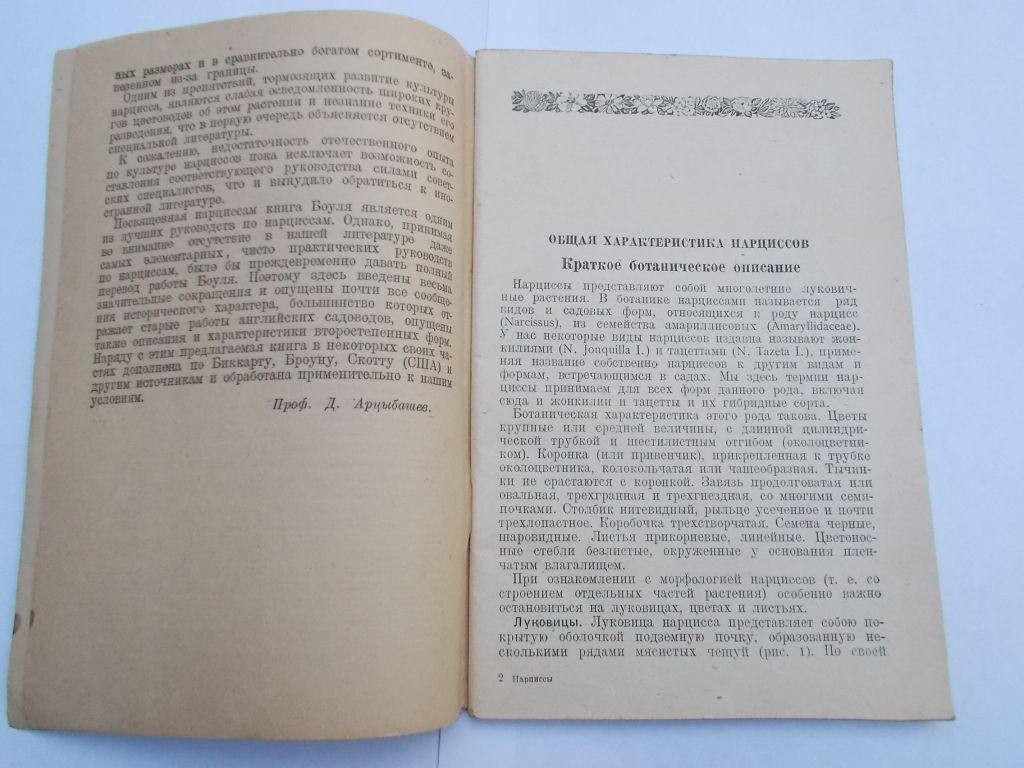 ных размерах и в сравнительно богатом сортименте, за-
везенном из-за границы.
Одним из препятствий, тормозящих развитие культуры
нарцисса, являются слабая осведомленность широких кру-
гов цветоводов об этом растении и незнание техники его
разведения, что в первую очередь объясняется отсутствием
специальной литературы.
К сожалению, недостаточность отечественного опыта
по культуре нарциссов пока исключает возможность со-
ставления соответствующего руководства силами совет-
ских специалистов, что и вынудило обратиться к ино-
странной литературе.
Посвященная нарциссам книга Боуля является одним
из лучших руководств по нарциссам. Однако, принимая
во внимание отсутствие в нашей литературе даже
самых элементарных, чисто практических руководств
по нарциссам, было бы преждевременно давать полный
перевод работы Боуля. Поэтому здесь введены весьма
значительные сокращения и опущены почти все сообще-
ния исторического характера, большинство которых от-
ражает старые работы английских садоводов, опущены
также описания и характеристики второстепенных форм.
Наряду с этим предлагаемая книга в некоторых своих ча-
стях дополнена по Биккарту, Броуну, Скотту (США) и
другим источникам и обработана применительно к нашим
условиям.
Проф. Д. Арцыбашев.
ОБЩАЯ ХАРАКТЕРИСТИКА НАРЦИССОВ
Краткое ботаническое описание
Нарциссы представляют собой многолетние лукович-
ные растения. В ботанике нарциссами называется ряд
видов и садовых форм, относящихся к роду нарцисс
(Narcissus), из семейства амариллисовых (Amaryllidaceae).
У нас некоторые виды нарциссов издавна называют жон-
килиями (N. Jonquilla I.) и тацеттами (N. Tazeta I.), приме-
няя название собственно нарциссов к другим видам и
формам, встречающимся в садах. Мы здесь термин нар-
циссы принимаем для всех форм данного рода, включая
сюда и жонкилии и тацетты и их гибридные сорта.
Ботаническая характеристика этого рода такова. Цветы
крупные или средней величины, с длинной цилиндри-
ческой трубкой и шестилистным отгибом (околоцветни-
ком). Коронка (или привенчик), прикрепленная к трубке
околоцветника, колокольчатая или чашеобразная. Тычин-
ки не срастаются с коронкой. Завязь продолговатая или
овальная, трехгранная и трехгнездная, со многими семя-
почками. Столбик нитевидный, рыльце усеченное и почти
трехлопастное. Коробочка трехстворчатая. Семена черные,
шаровидные. Листья прикорневые, линейные. Цветонос-
ные стебли безлистые, окруженные у основания плен-
чатым влагалищем.
При ознакомлении с морфологией нарциссов (т. е. со
строением отдельных частей растения) особенно важно
остановиться на луковицах, цветах и листьях.
Луковицы. Луковица нарцисса представляет собою по-
крытую оболочкой подземную почку, образованную не-
сколькими рядами мясистых чешуй (рис. 1). По своей
2 Нарциссы